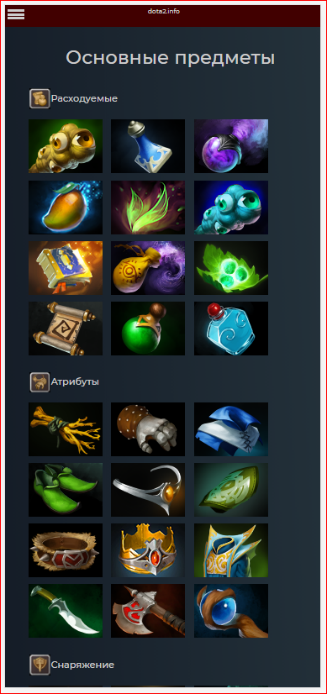 dota2.info
Основные предметы
Расходуемые
Атрибуты
Снаряжение